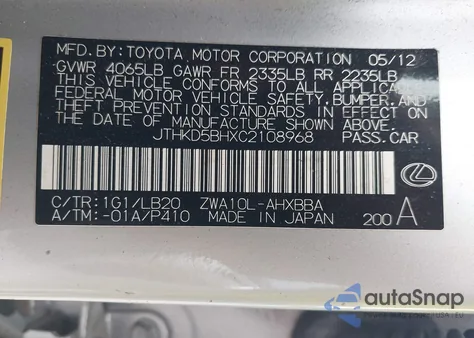 MFD.BY:TOYOTA MOTOR CORPORATION 05/12
GVWR 4065LB GAWR FR 2335LB RR 2235LB
THIS VEHICLE CONFORMS TO ALL APPLICABLE
FEDERAL MOTOR VEHICLE SAFETY,BUMPER,AND
THEFT PREVENTION STANDARDS IN EFFECT ON
THE DATE OF MANUFACTURE SHOWN ABOVE.
JTHKD5BHXC2108968 PASS.CAR
C/TR:1G1/LB20 ZWA10L-AHXBBA
A/TM:-01A/P410 MADE IN JAPAN 200 A
autoSnap